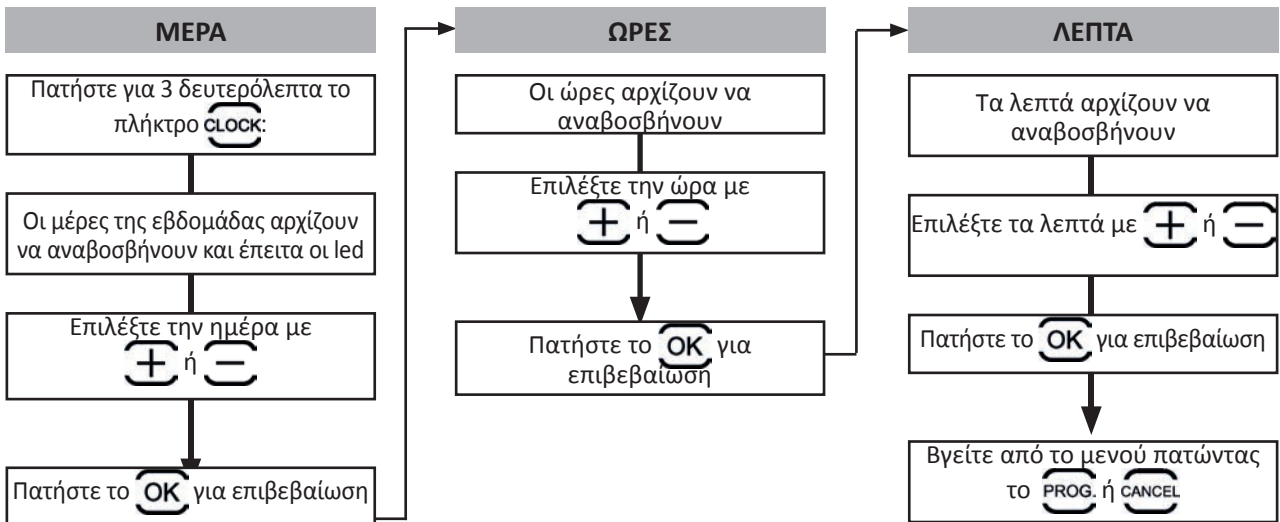 ΜΕΡΑ
Πατήστε για 3 δευτερόλεπτα το
πλήκτρο CLOCK:
Οι μέρες της εβδομάδας αρχίζουν
να αναβοσβήνουν και έπειτα οι led
Επιλέξτε την ημέρα με
+ ή −
Πατήστε το OK για επιβεβαίωση
ΩΡΕΣ
Οι ώρες αρχίζουν να
αναβοσβήνουν
Επιλέξτε την ώρα με
+ ή −
Πατήστε το OK για
επιβεβαίωση
ΛΕΠΤΑ
Τα λεπτά αρχίζουν να
αναβοσβήνουν
Επιλέξτε τα λεπτά με + ή −
Πατήστε το OK για επιβεβαίωση
Βγείτε από το μενού πατώντας
το PROG. ή CANCEL